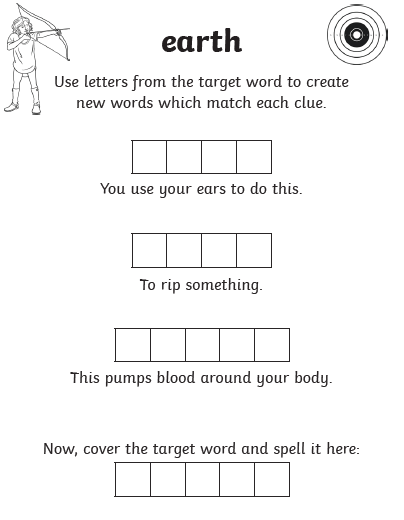 earth
Use letters from the target word to create
new words which match each clue.
You use your ears to do this.
To rip something.
This pumps blood around your body.
Now, cover the target word and spell it here: